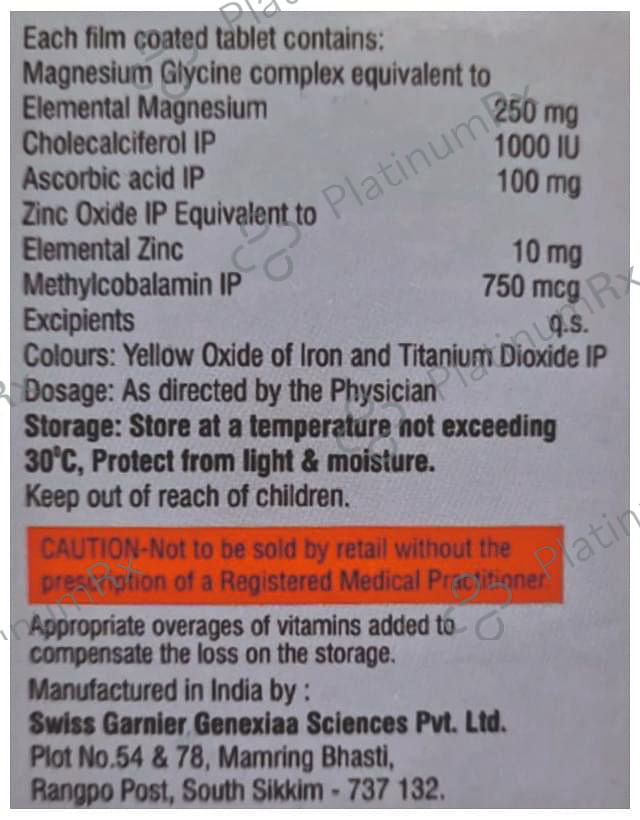 Each film coated tablet contains:
Magnesium Glycine complex equivalent to
Elemental Magnesium 250 mg
Cholecalciferol IP 1000 IU
Ascorbic acid IP 100 mg
Zinc Oxide IP Equivalent to
Elemental Zinc 10 mg
Methylcobalamin IP 750 mcg
Excipients q.s.
Colours: Yellow Oxide of Iron and Titanium Dioxide IP
Dosage: As directed by the Physician
Storage: Store at a temperature not exceeding
30°C, Protect from light & moisture.
Keep out of reach of children.
CAUTION-Not to be sold by retail without the
prescription of a Registered Medical Practitioner
Appropriate overages of vitamins added to
compensate the loss on the storage.
Manufactured in India by :
Swiss Garnier Genexiaa Sciences Pvt. Ltd.
Plot No.54 & 78, Mamring Bhasti,
Rangpo Post, South Sikkim - 737 132.
PlatinumRx
PlatinumRx